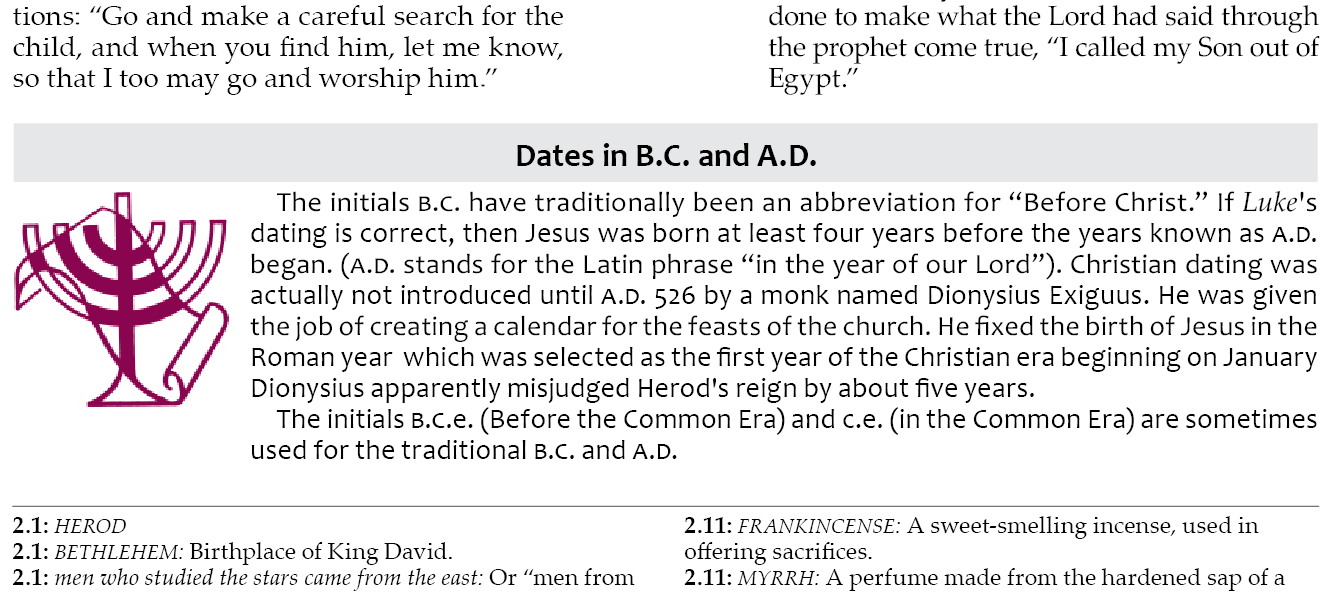 tions: “Go and make a careful search for the
child, and when you find him, let me know,
so that I too may go and worship him.”
done to make what the Lord had said through
the prophet come true, “I called my Son out of
Egypt.”
Dates in B.C. and A.D.
The initials B.C. have traditionally been an abbreviation for “Before Christ.” If Luke's
dating is correct, then Jesus was born at least four years before the years known as A.D.
began. (A.D. stands for the Latin phrase “in the year of our Lord”). Christian dating was
actually not introduced until A.D. 526 by a monk named Dionysius Exiguus. He was given
the job of creating a calendar for the feasts of the church. He fixed the birth of Jesus in the
Roman year which was selected as the first year of the Christian era beginning on January
Dionysius apparently misjudged Herod's reign by about five years.
The initials B.C.e. (Before the Common Era) and c.e. (in the Common Era) are sometimes
used for the traditional B.C. and A.D.
2.1: HEROD
2.1: BETHLEHEM: Birthplace of King David.
2.1: men who studied the stars came from the east: Or “men from
2.11: FRANKINCENSE: A sweet-smelling incense, used in
offering sacrifices.
2.11: MYRRH: A perfume made from the hardened sap of a